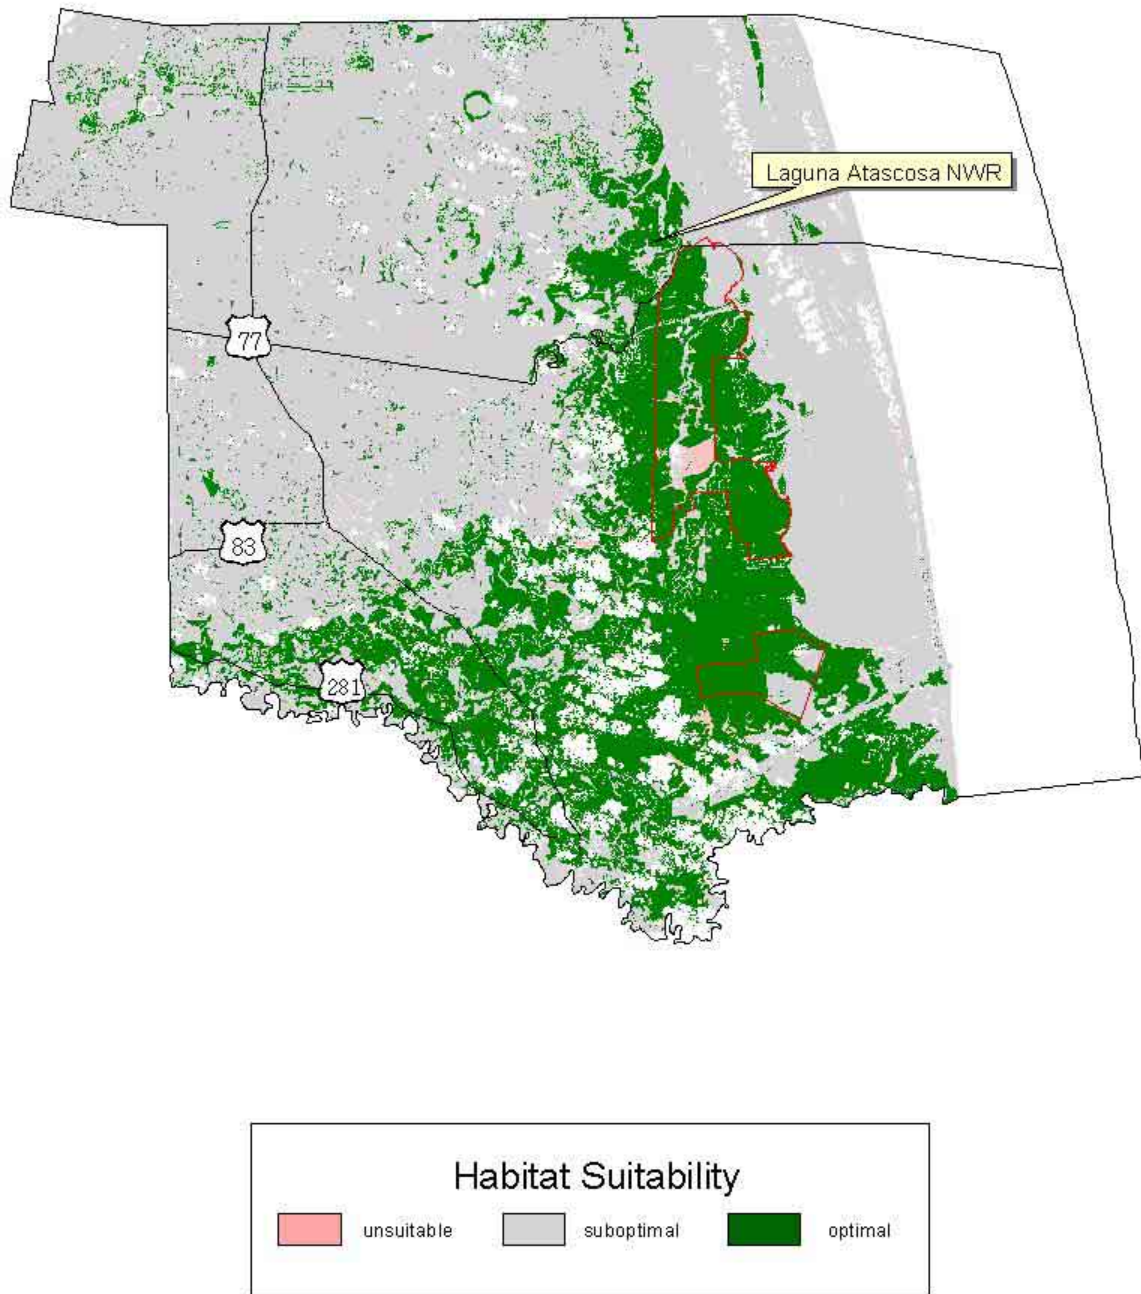 Laguna Atascosa NWR
77
83
281
Habitat Suitability
unsuitable suboptimal optimal